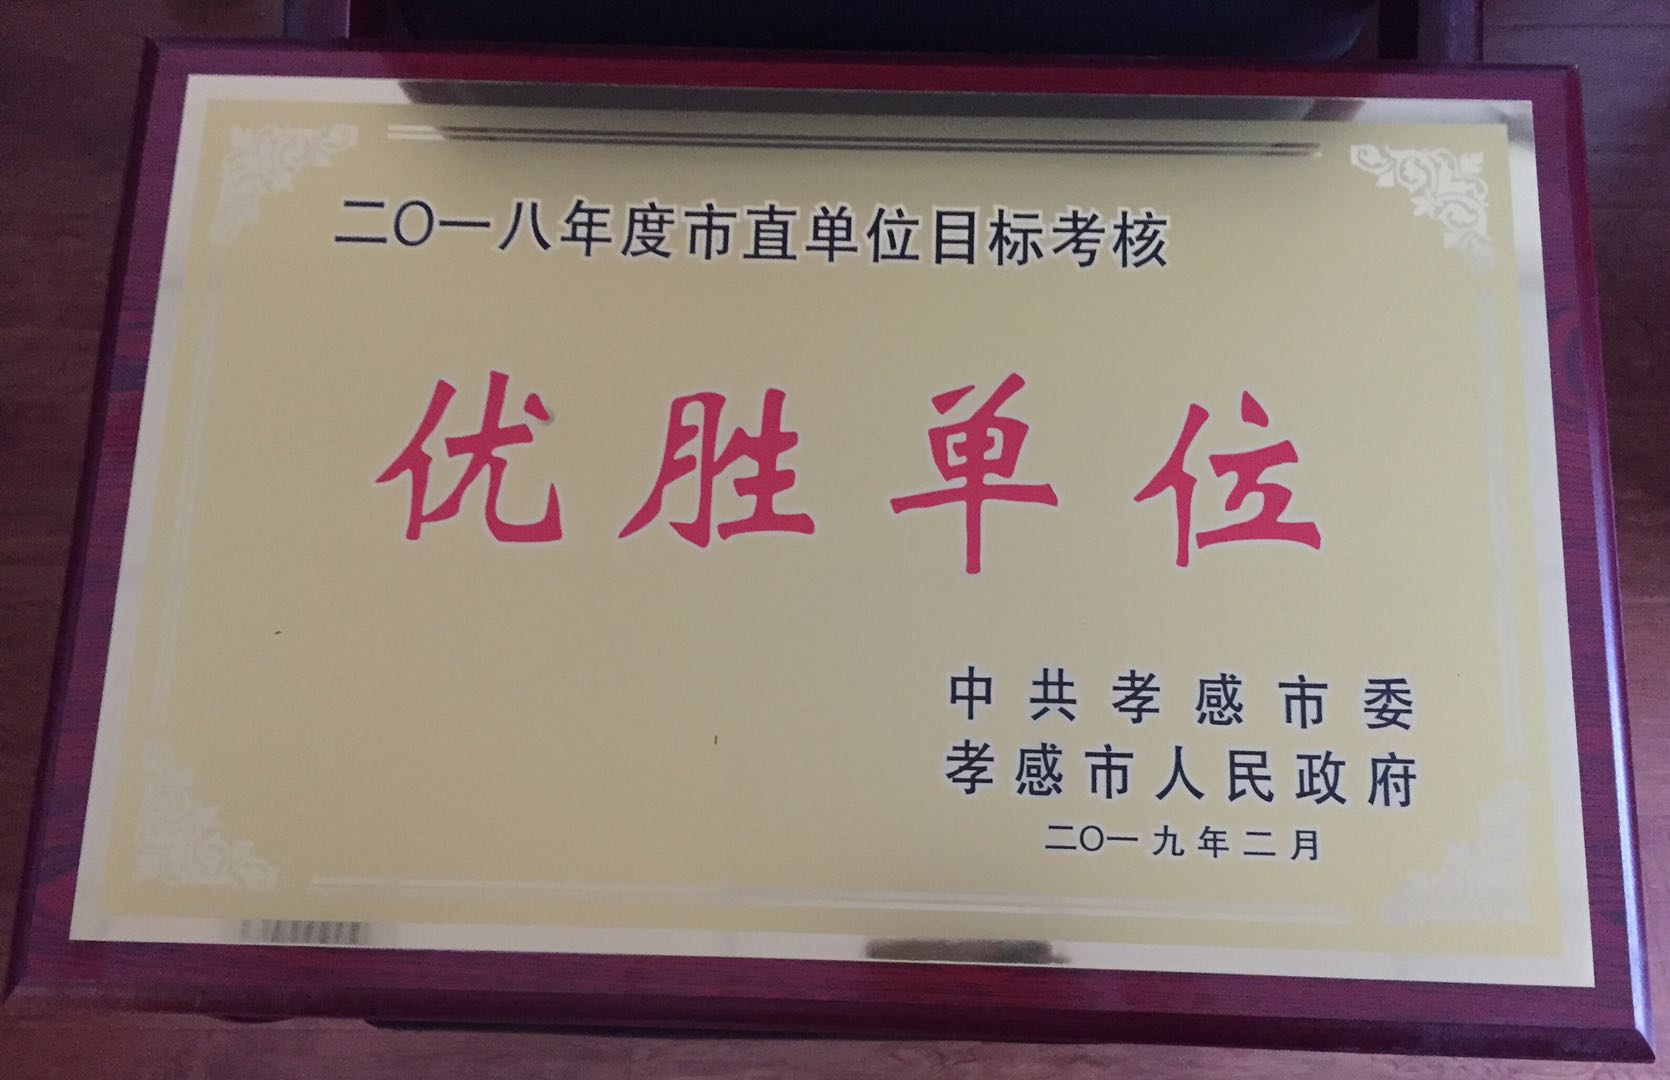 二〇一八年度市直单位目标考核
优胜单位
中共孝感市委
孝感市人民政府
二〇一九年二月